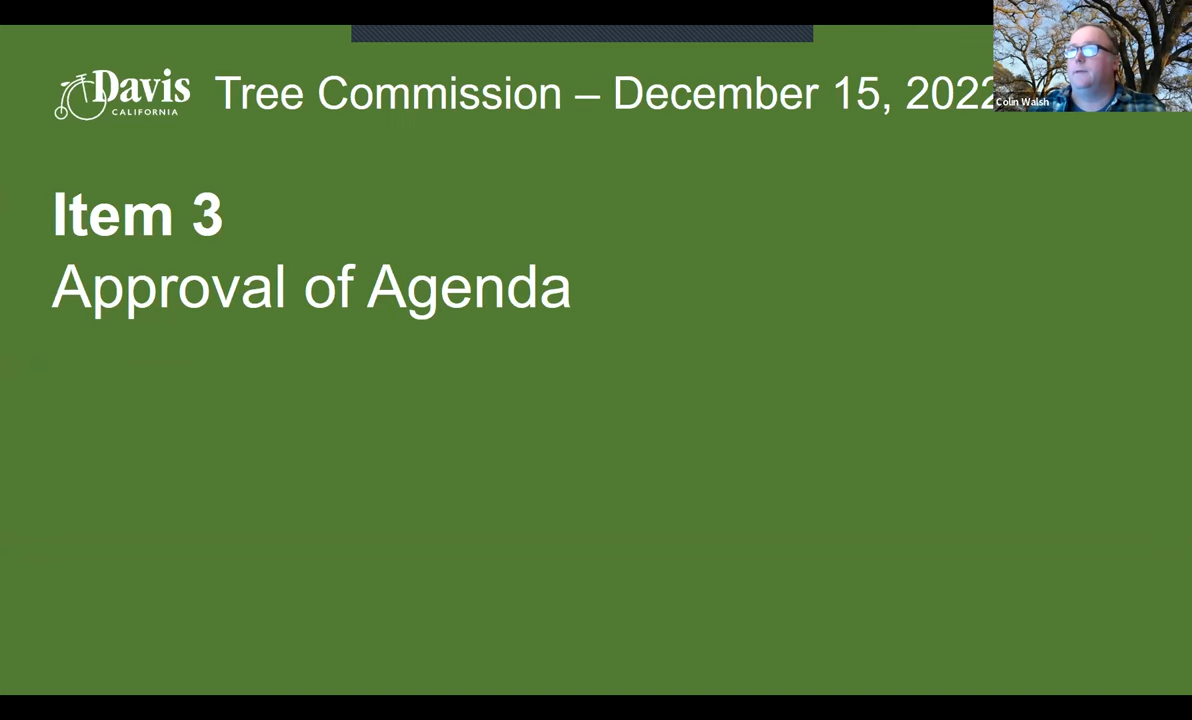 Davis
CALIFORNIA
Tree Commission – December 15, 2022
Colin Walsh
Item 3
Approval of Agenda